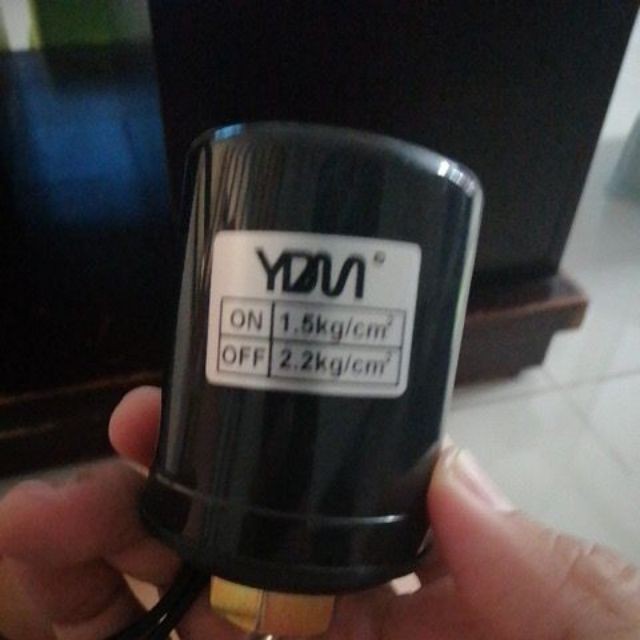 YDM ®
ON 1.5kg/cm²
OFF 2.2kg/cm²